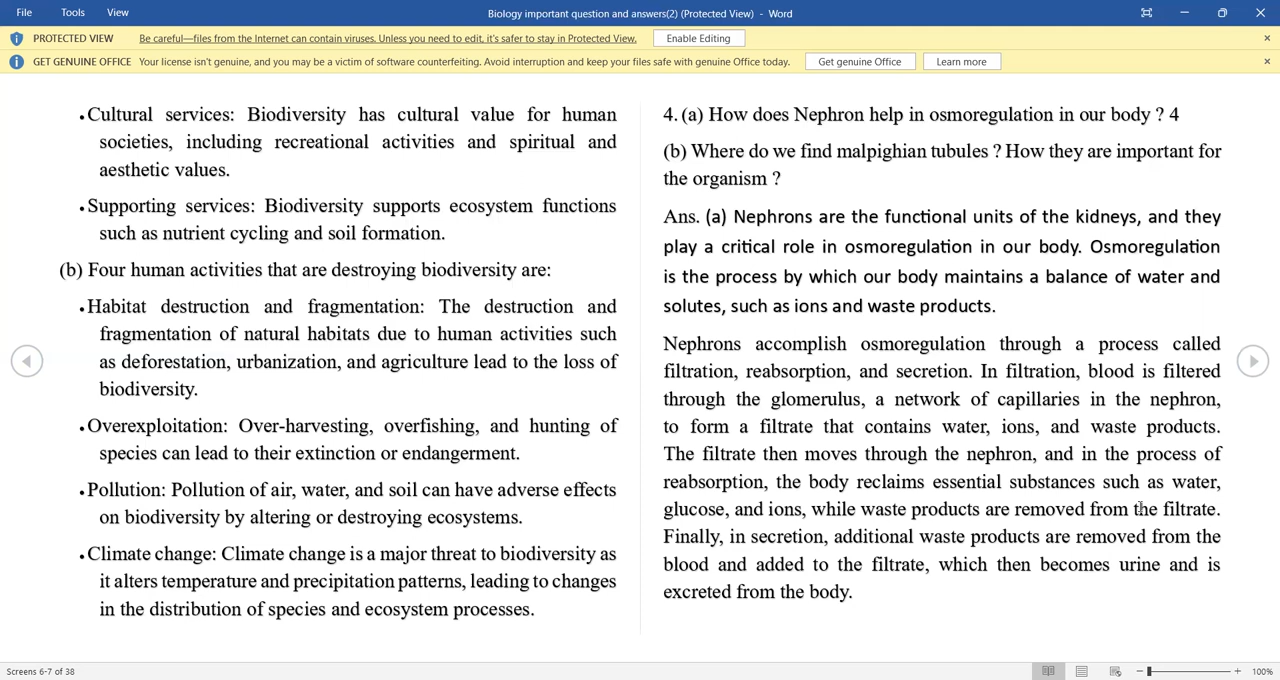 File Tools View Biology important question and answers(2) (Protected View) - Word
PROTECTED VIEW Be careful—files from the Internet can contain viruses. Unless you need to edit, it's safer to stay in Protected View. Enable Editing
GET GENUINE OFFICE Your license isn't genuine, and you may be a victim of software counterfeiting. Avoid interruption and keep your files safe with genuine Office today. Get genuine Office Learn more
• Cultural services: Biodiversity has cultural value for human
societies, including recreational activities and spiritual and
aesthetic values.
• Supporting services: Biodiversity supports ecosystem functions
such as nutrient cycling and soil formation.
(b) Four human activities that are destroying biodiversity are:
• Habitat destruction and fragmentation: The destruction and
fragmentation of natural habitats due to human activities such
as deforestation, urbanization, and agriculture lead to the loss of
biodiversity.
• Overexploitation: Over-harvesting, overfishing, and hunting of
species can lead to their extinction or endangerment.
• Pollution: Pollution of air, water, and soil can have adverse effects
on biodiversity by altering or destroying ecosystems.
• Climate change: Climate change is a major threat to biodiversity as
it alters temperature and precipitation patterns, leading to changes
in the distribution of species and ecosystem processes.
4. (a) How does Nephron help in osmoregulation in our body ? 4
(b) Where do we find malpighian tubules ? How they are important for
the organism ?
Ans. (a) Nephrons are the functional units of the kidneys, and they
play a critical role in osmoregulation in our body. Osmoregulation
is the process by which our body maintains a balance of water and
solutes, such as ions and waste products.
Nephrons accomplish osmoregulation through a process called
filtration, reabsorption, and secretion. In filtration, blood is filtered
through the glomerulus, a network of capillaries in the nephron,
to form a filtrate that contains water, ions, and waste products.
The filtrate then moves through the nephron, and in the process of
reabsorption, the body reclaims essential substances such as water,
glucose, and ions, while waste products are removed from the filtrate.
Finally, in secretion, additional waste products are removed from the
blood and added to the filtrate, which then becomes urine and is
excreted from the body.
Screens 6-7 of 38 100%